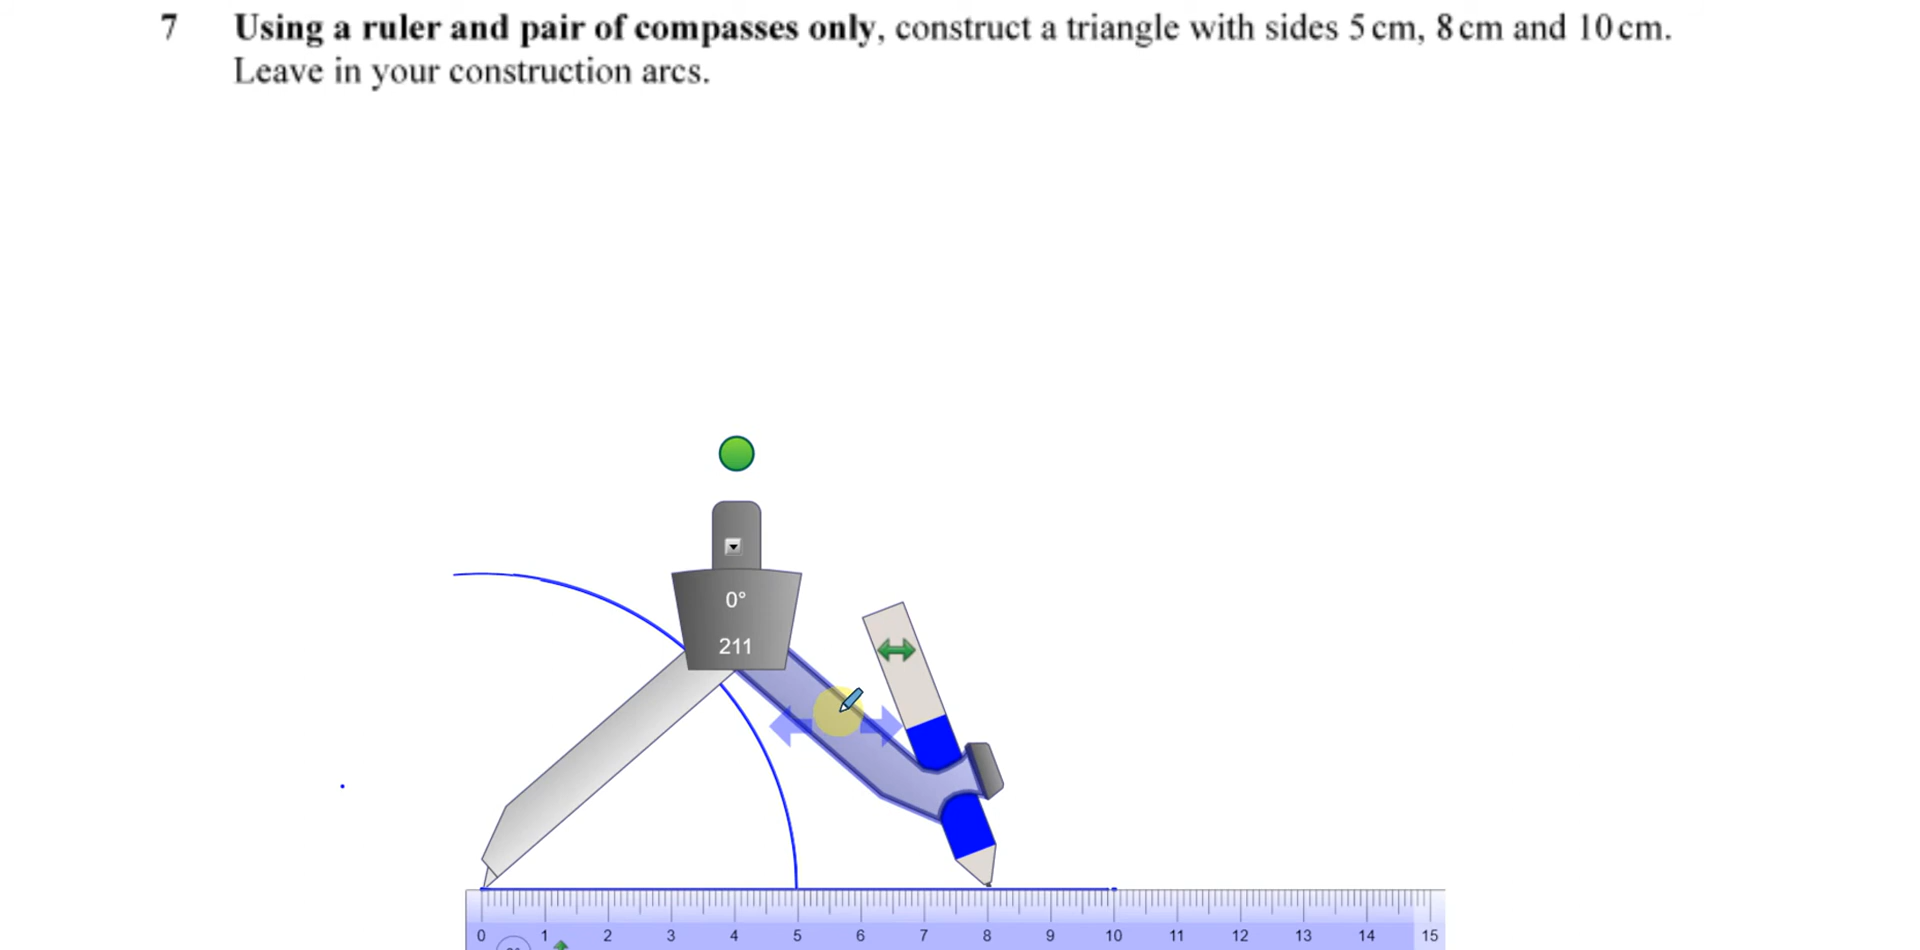 7 Using a ruler and pair of compasses only, construct a triangle with sides 5 cm, 8 cm and 10 cm.
Leave in your construction arcs.
0°
211
0 1 2 3 4 5 6 7 8 9 10 11 12 13 14 15